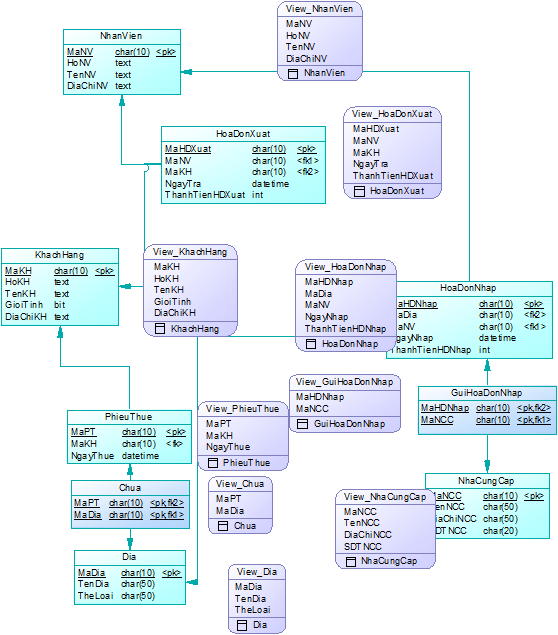 View_NhanVien
MaNV
HoNV
TenNV
DiaChiNV
NhanVien
NhanVien
MaNV char(10) <pk>
HoNV text
TenNV text
DiaChiNV text
View_HoaDonXuat
MaHDXuat
MaNV
MaKH
NgayTra
ThanhTienHDXuat
HoaDonXuat
HoaDonXuat
MaHDXuat char(10) <pk>
MaNV char(10) <fk1>
MaKH char(10) <fk2>
NgayTra datetime
ThanhTienHDXuat int
KhachHang
MaKH char(10) <pk>
HoKH text
TenKH text
GioiTinh bit
DiaChiKH text
View_KhachHang
MaKH
HoKH
TenKH
GioiTinh
DiaChiKH
KhachHang
View_HoaDonNhap
MaHDNhap
MaDia
MaNV
NgayNhap
ThanhTienHDNhap
HoaDonNhap
HoaDonNhap
MaHDNhap char(10) <pk>
MaDia char(10) <fk2>
MaNV char(10) <fk1>
NgayNhap datetime
ThanhTienHDNhap int
View_GuiHoaDonNhap
MaHDNhap
MaNCC
GuiHoaDonNhap
GuiHoaDonNhap
MaHDNhap char(10) <pk,fk2>
MaNCC char(10) <pk,fk1>
PhieuThue
MaPT char(10) <pk>
MaKH char(10) <fk>
NgayThue datetime
View_PhieuThue
MaPT
MaKH
NgayThue
PhieuThue
Chua
MaPT char(10) <pk,fk2>
MaDia char(10) <pk,fk1>
View_Chua
MaPT
MaDia
Chua
View_NhaCungCap
MaNCC
TenNCC
DiaChiNCC
SDTNCC
NhaCungCap
NhaCungCap
MaNCC char(10) <pk>
TenNCC char(50)
DiaChiNCC char(50)
SDTNCC char(20)
Dia
MaDia char(10) <pk>
TenDia char(50)
TheLoai char(50)
View_Dia
MaDia
TenDia
TheLoai
Dia